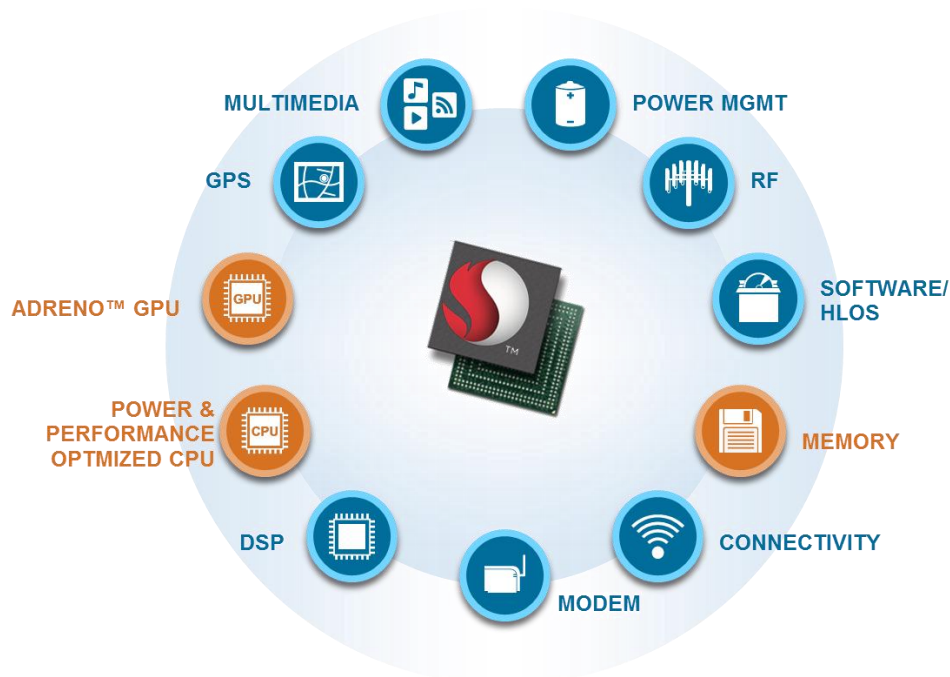 MULTIMEDIA
POWER MGMT
GPS
RF
ADRENO™ GPU
GPU
SOFTWARE/
HLOS
POWER &
PERFORMANCE
OPTMIZED CPU
CPU
MEMORY
DSP
CONNECTIVITY
MODEM
TM